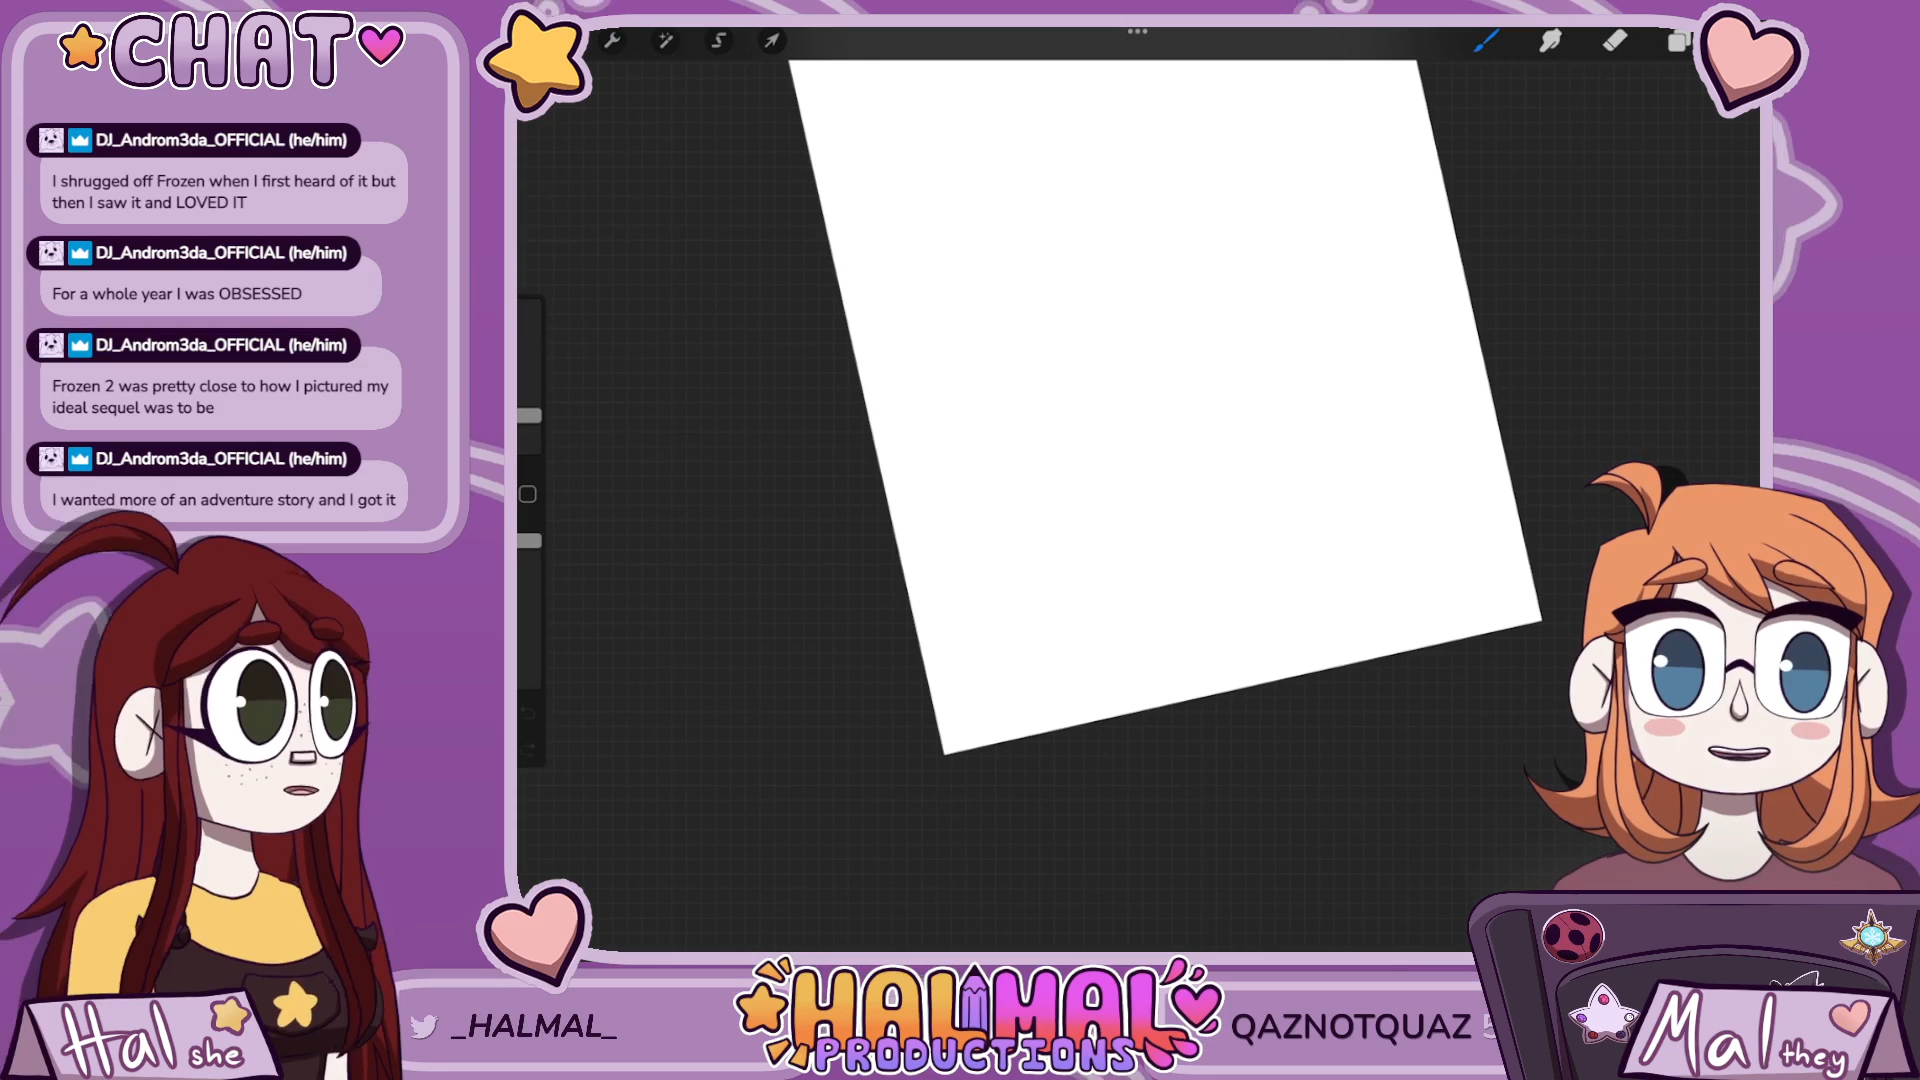 CHAT
DJ_Androm3da_OFFICIAL (he/him)
I shrugged off Frozen when I first heard of it but
then I saw it and LOVED IT
DJ_Androm3da_OFFICIAL (he/him)
For a whole year I was OBSESSED
DJ_Androm3da_OFFICIAL (he/him)
Frozen 2 was pretty close to how I pictured my
ideal sequel was to be
DJ_Androm3da_OFFICIAL (he/him)
I wanted more of an adventure story and I got it
Hal she
_HALMAL_
HALMAL
PRODUCTIONS
QAZNOTQUAZ
Mal they